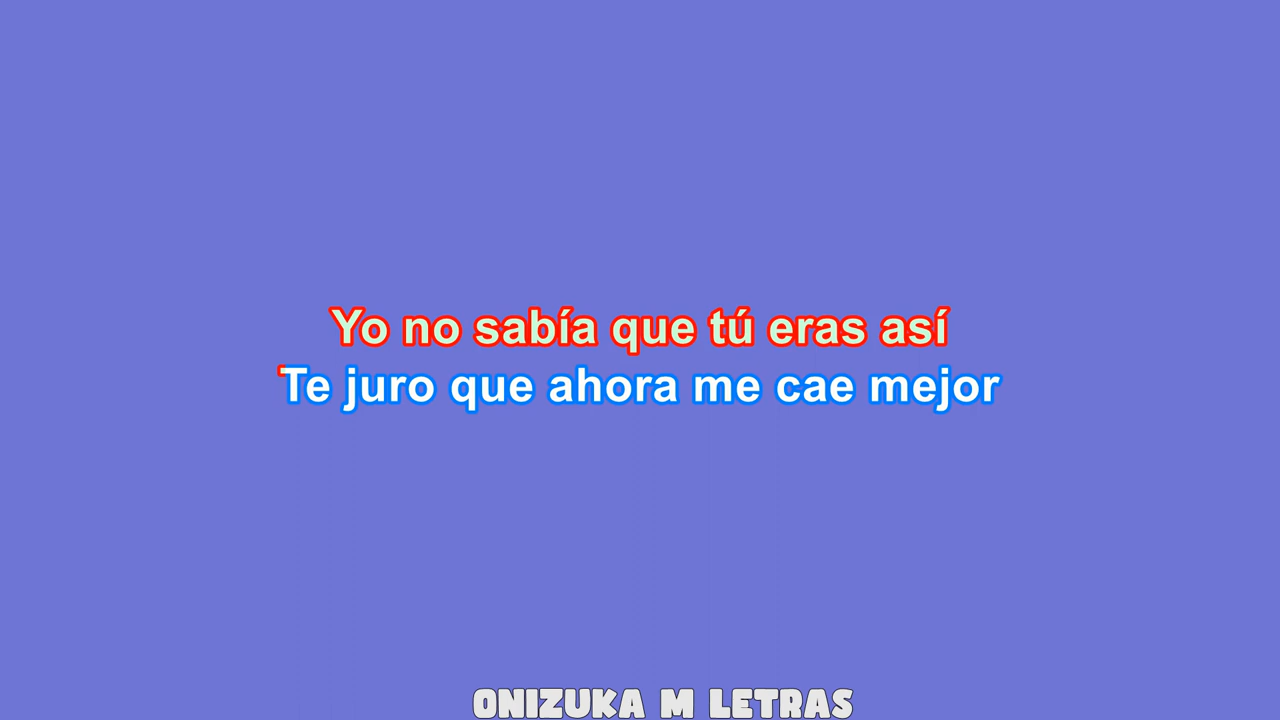 Yo no sabía que tú eras así
Te juro que ahora me cae mejor
ONIZUKA M LETRAS